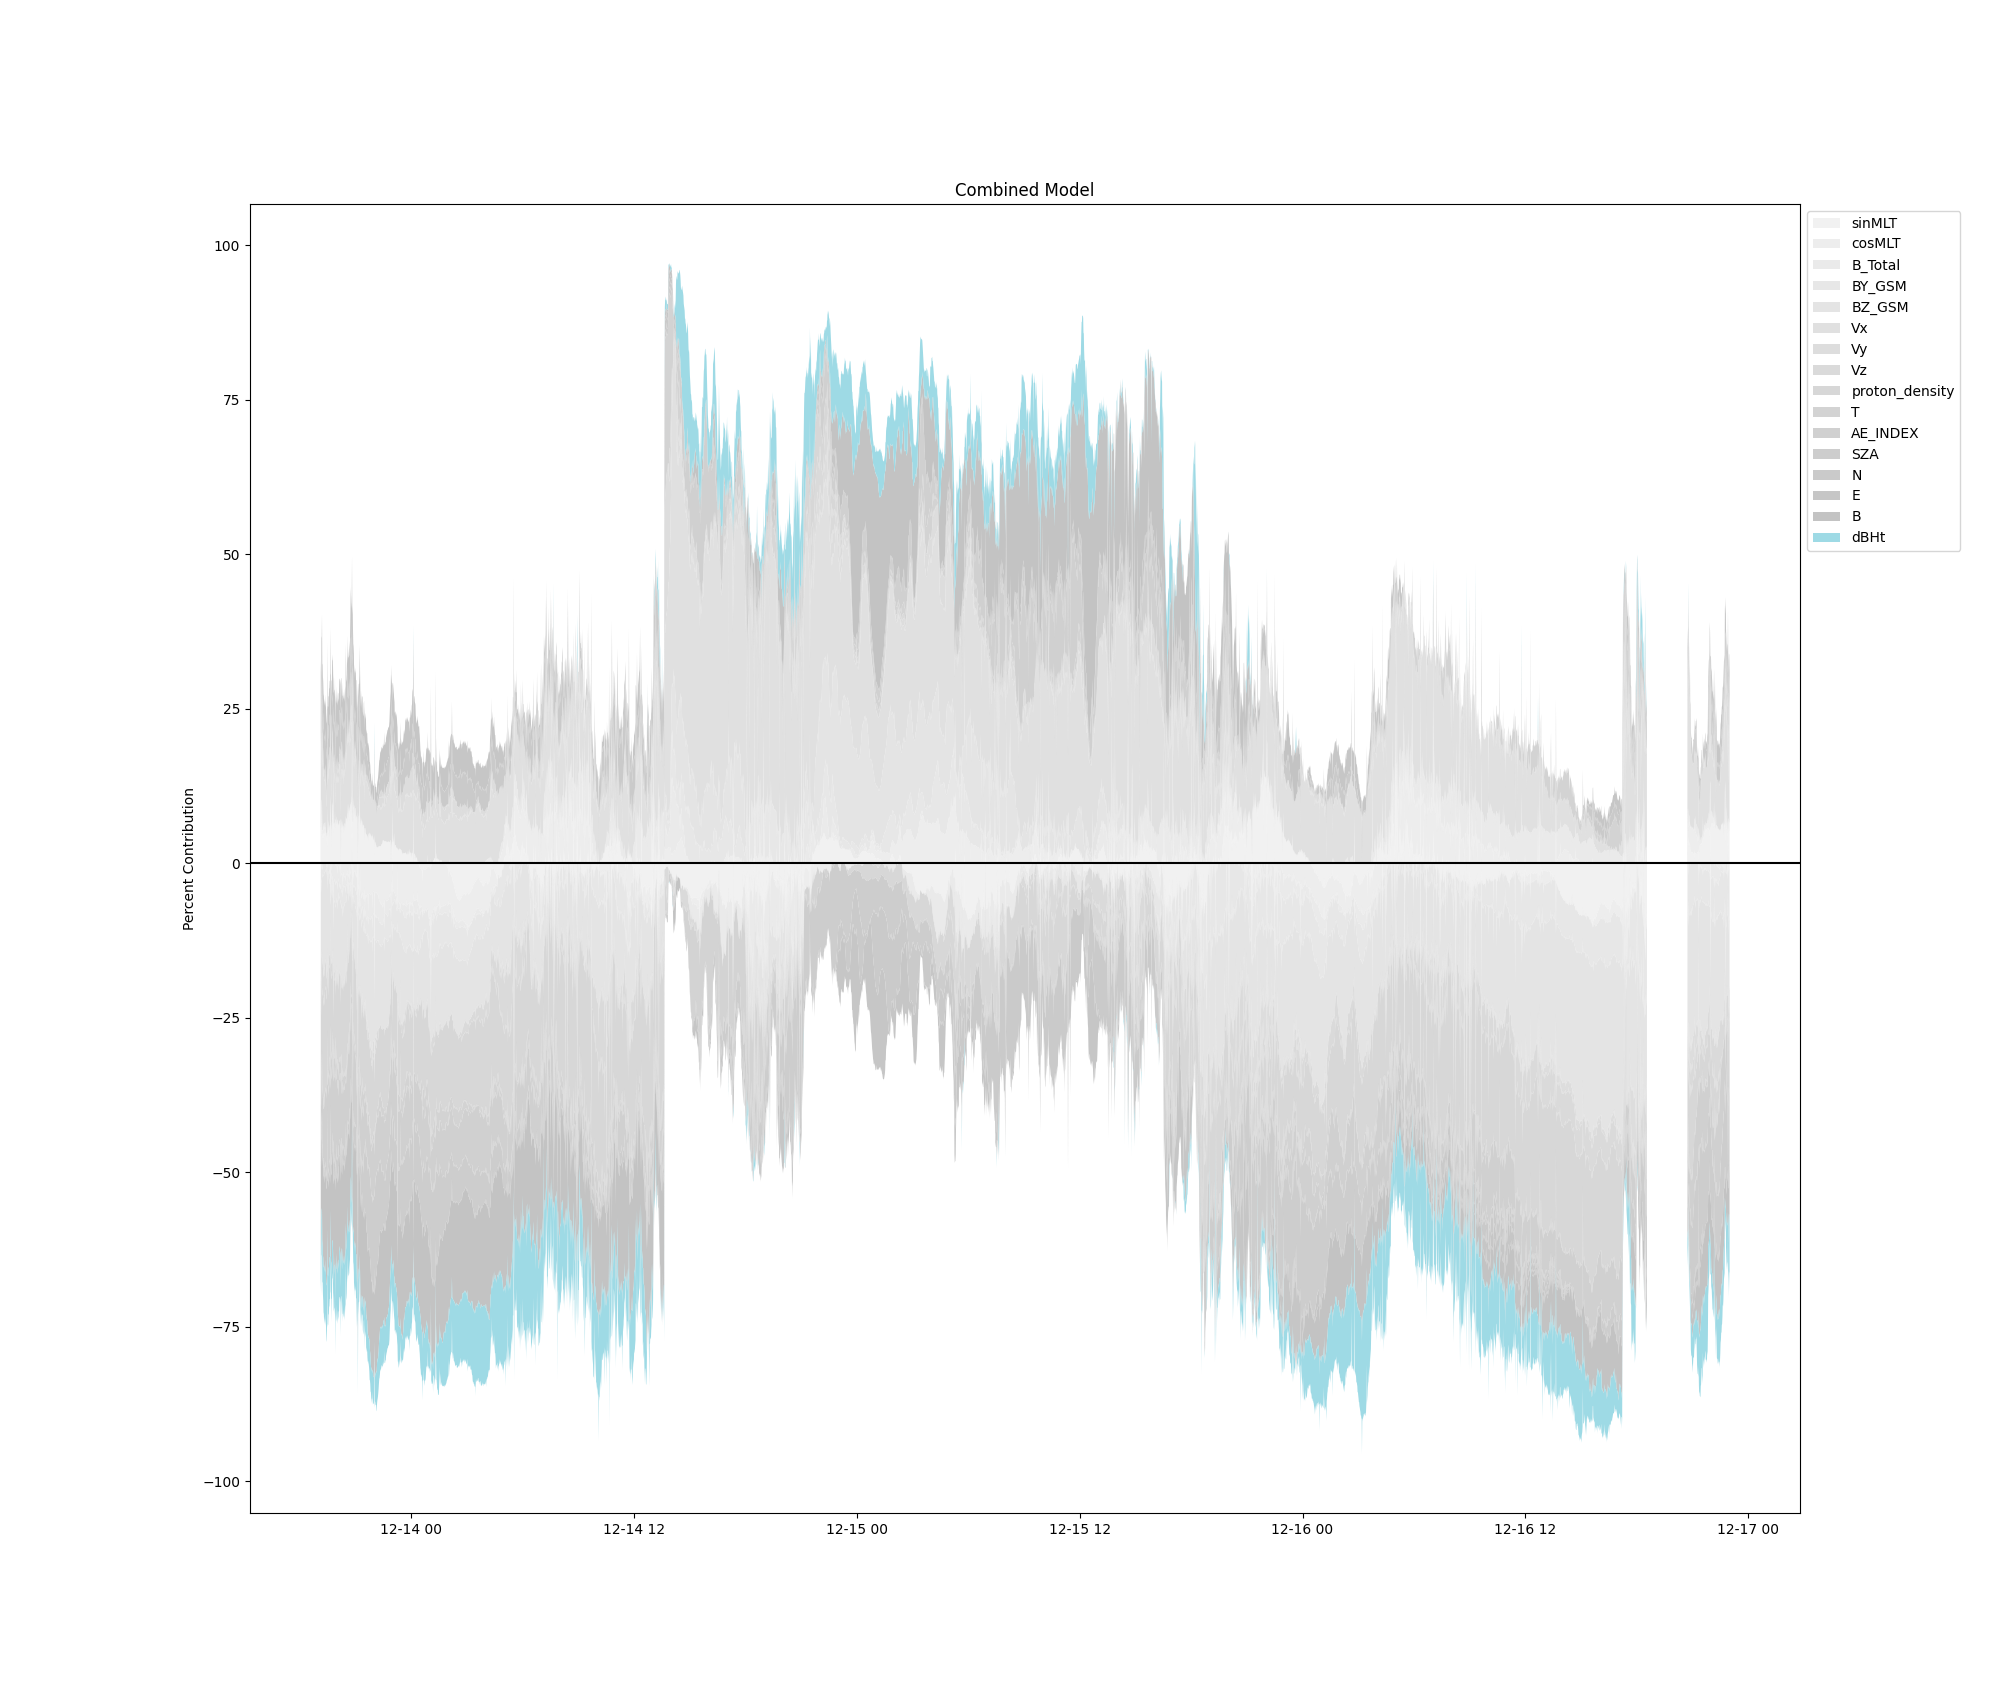 Combined Model
100
75
50
25
0
−25
−50
−75
−100
Percent Contribution
12-14 00
12-14 12
12-15 00
12-15 12
12-16 00
12-16 12
12-17 00
sinMLT
cosMLT
B_Total
BY_GSM
BZ_GSM
Vx
Vy
Vz
proton_density
T
AE_INDEX
SZA
N
E
B
dBHt